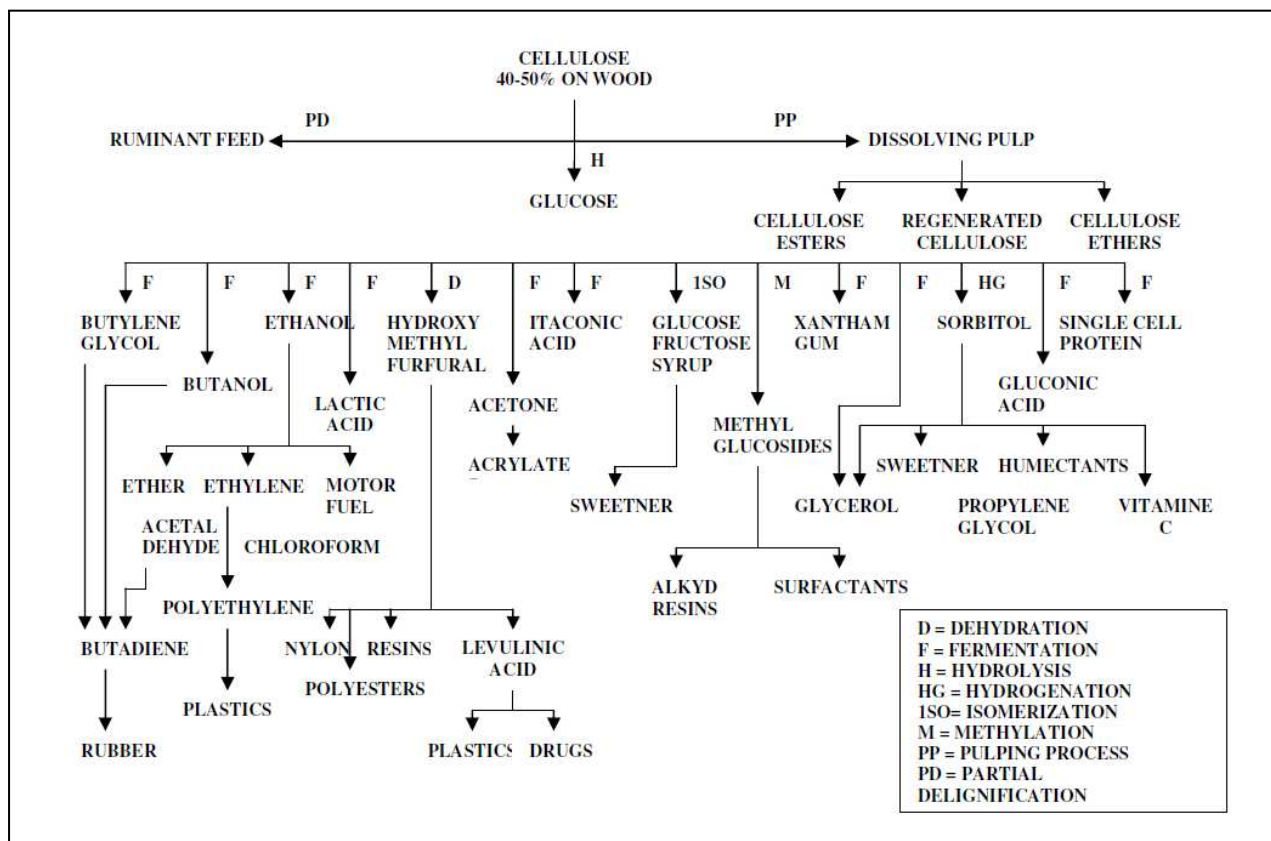 CELLULOSE
40-50% ON WOOD
PD
PP
RUMINANT FEED
DISSOLVING PULP
H
GLUCOSE
CELLULOSE
ESTERS
REGENERATED
CELLULOSE
CELLULOSE
ETHERS
F
F
F
F
D
F
F
1SO
M
F
F
HG
F
F
BUTYLENE
GLYCOL
ETHANOL
HYDROXY
METHYL
FURFURAL
ITACONIC
ACID
GLUCOSE
FRUCTOSE
SYRUP
XANTHAM
GUM
SORBITOL
SINGLE CELL
PROTEIN
BUTANOL
LACTIC
ACID
ACETONE
METHYL
GLUCOSIDES
GLUCONIC
ACID
ACRYLATE
SWEETNER
HUMECTANTS
ETHER
ETHYLENE
MOTOR
FUEL
SWEETNER
GLYCEROL
PROPYLENE
GLYCOL
VITAMINE
C
ACETAL
DEHYDE
CHLOROFORM
ALKYD
RESINS
SURFACTANTS
POLYETHYLENE
BUTADIENE
NYLON
RESINS
LEVULINIC
ACID
POLYESTERS
PLASTICS
RUBBER
PLASTICS
DRUGS
D = DEHYDRATION
F = FERMENTATION
H = HYDROLYSIS
HG = HYDROGENATION
1SO= ISOMERIZATION
M = METHYLATION
PP = PULPING PROCESS
PD = PARTIAL
DELIGNIFICATION